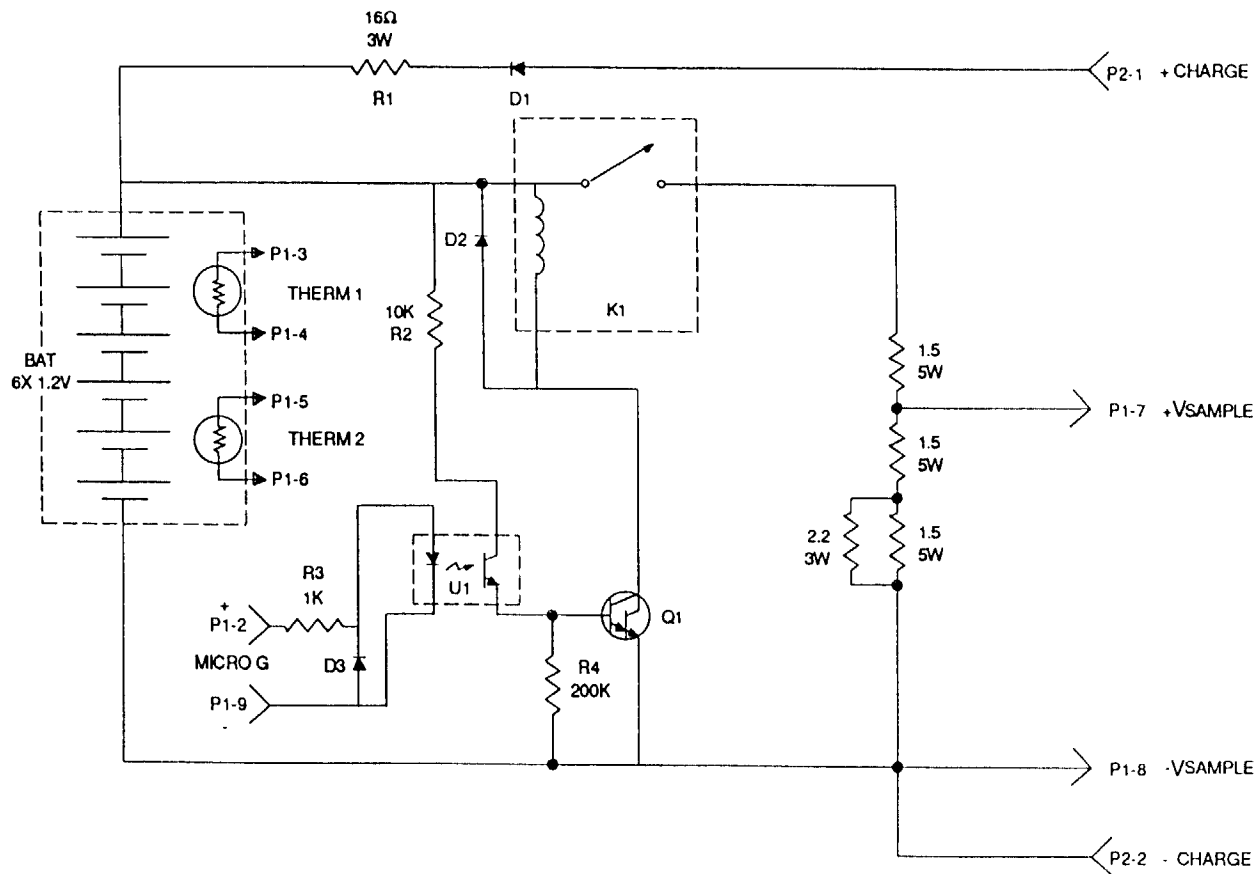 16Ω
3W
R1
D1
P2-1 + CHARGE
D2
K1
10K
R2
P1-3
THERM 1
P1-4
BAT
6X 1.2V
P1-5
THERM 2
P1-6
1.5
5W
P1-7 +VSAMPLE
1.5
5W
2.2
3W
1.5
5W
R3
1K
U1
Q1
+
P1-2
MICRO G
D3
P1-9
-
R4
200K
P1-8 -VSAMPLE
P2-2 - CHARGE